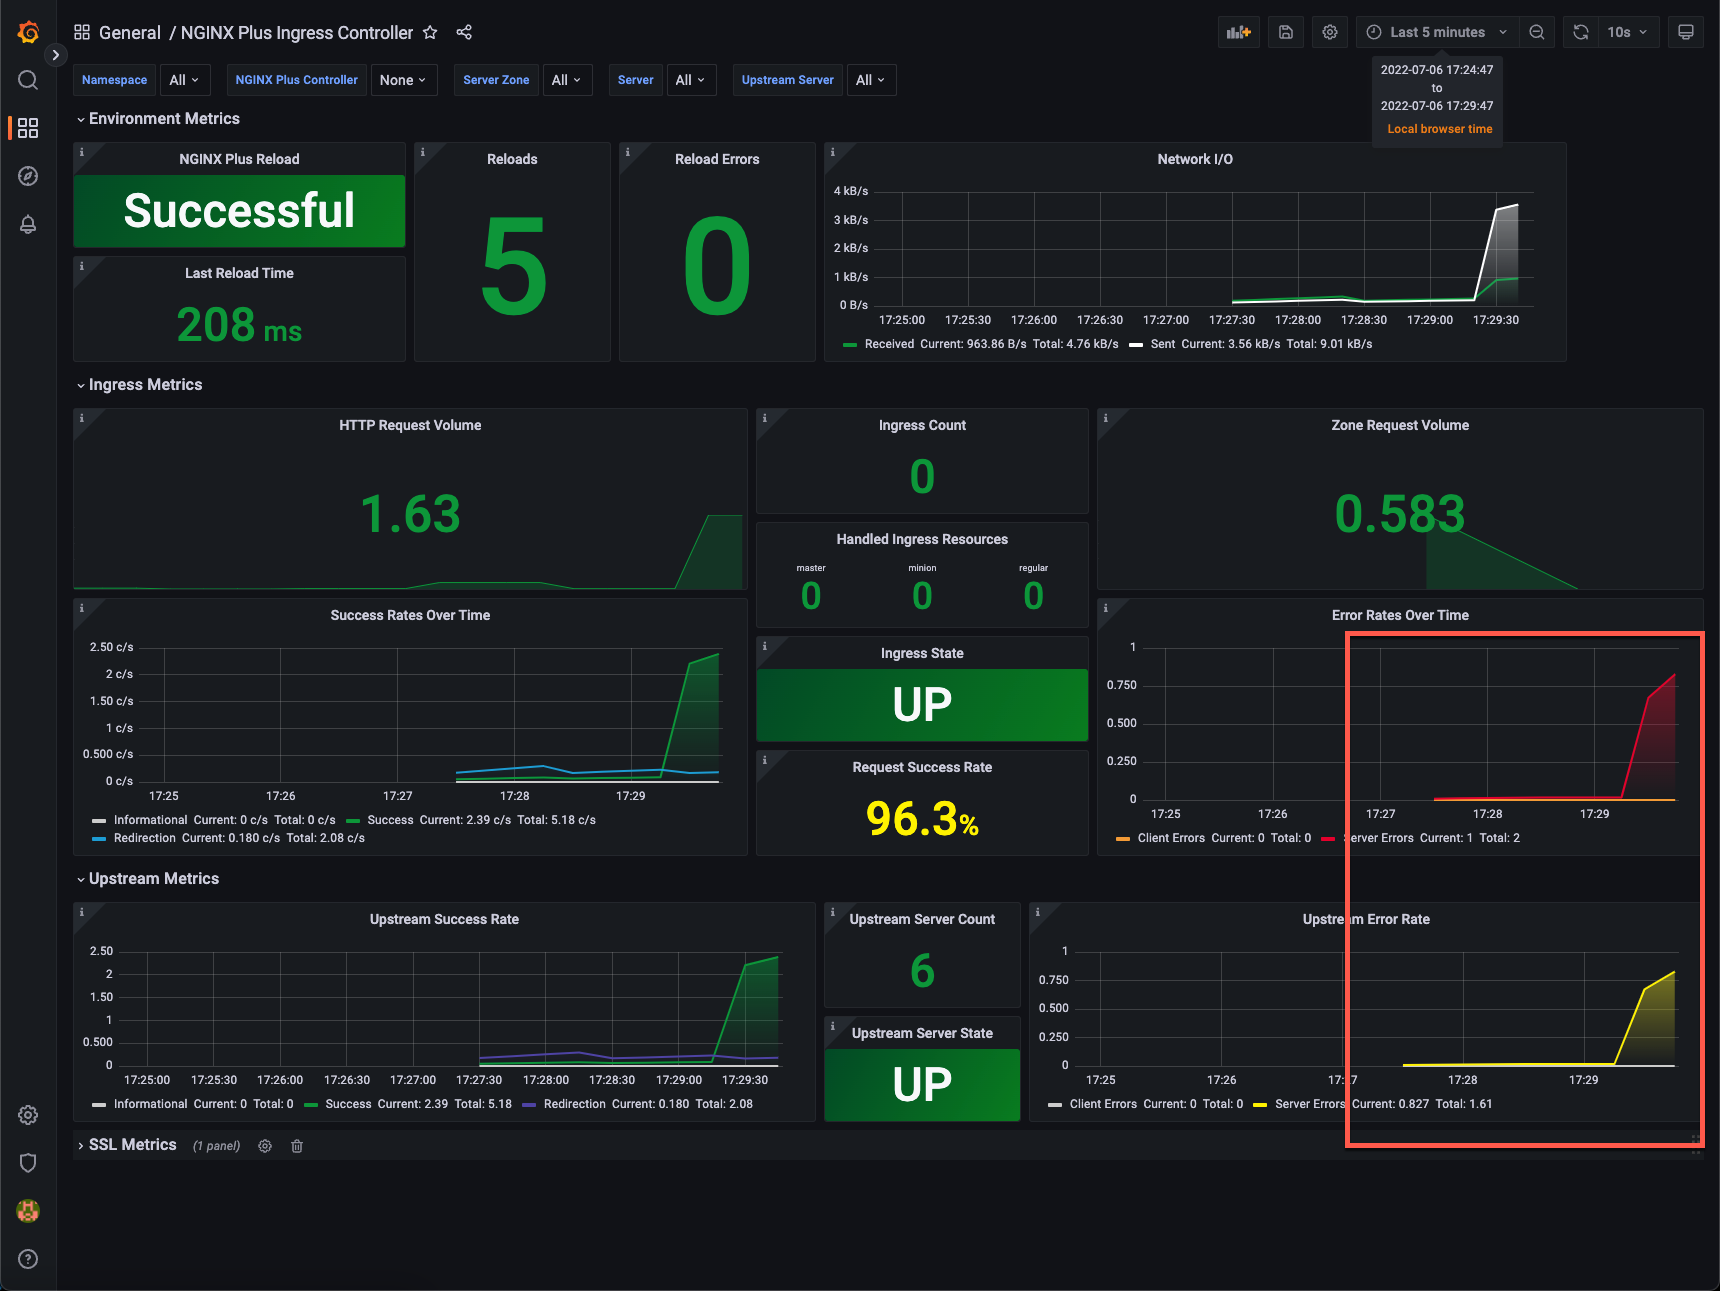 General / NGINX Plus Ingress Controller
Last 5 minutes
10s
2022-07-06 17:24:47
to
2022-07-06 17:29:47
Local browser time
Namespace All NGINX Plus Controller None Server Zone All Server All Upstream Server All
Environment Metrics
NGINX Plus Reload
Successful
Last Reload Time
208 ms
Reloads
5
Reload Errors
0
Network I/O
4 kB/s
3 kB/s
2 kB/s
1 kB/s
0 B/s
17:25:00 17:25:30 17:26:00 17:26:30 17:27:00 17:27:30 17:28:00 17:28:30 17:29:00 17:29:30
Received Current: 963.86 B/s Total: 4.76 kB/s Sent Current: 3.56 kB/s Total: 9.01 kB/s
Ingress Metrics
HTTP Request Volume
1.63
Ingress Count
0
Zone Request Volume
0.583
Handled Ingress Resources
master minion regular
0 0 0
Success Rates Over Time
2.50 c/s
2 c/s
1.50 c/s
1 c/s
0.500 c/s
0 c/s
17:25 17:26 17:27 17:28 17:29
Informational Current: 0 c/s Total: 0 c/s Success Current: 2.39 c/s Total: 5.18 c/s
Redirection Current: 0.180 c/s Total: 2.08 c/s
Ingress State
UP
Request Success Rate
96.3%
Error Rates Over Time
1
0.750
0.500
0.250
0
17:25 17:26 17:27 17:28 17:29
Client Errors Current: 0 Total: 0 Server Errors Current: 1 Total: 2
Upstream Metrics
Upstream Success Rate
2.50
2
1.50
1
0.500
0
17:25:00 17:25:30 17:26:00 17:26:30 17:27:00 17:27:30 17:28:00 17:28:30 17:29:00 17:29:30
Informational Current: 0 Total: 0 Success Current: 2.39 Total: 5.18 Redirection Current: 0.180 Total: 2.08
Upstream Server Count
6
Upstream Server State
UP
Upstream Error Rate
1
0.750
0.500
0.250
0
17:25 17:26 17:27 17:28 17:29
Client Errors Current: 0 Total: 0 Server Errors Current: 0.827 Total: 1.61
SSL Metrics (1 panel)